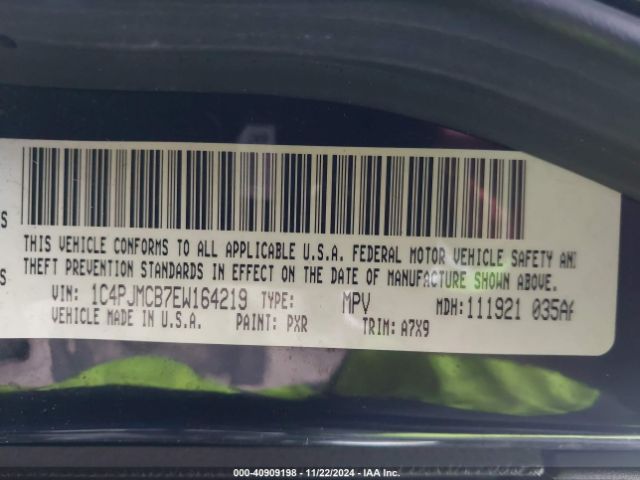 S
THIS VEHICLE CONFORMS TO ALL APPLICABLE U.S.A. FEDERAL MOTOR VEHICLE SAFETY AN
S THEFT PREVENTION STANDARDS IN EFFECT ON THE DATE OF MANUFACTURE SHOWN ABOVE.
VIN: 1C4PJMCB7EW164219 TYPE: MPV MDH:111921 035A
VEHICLE MADE IN U.S.A. PAINT: PXR TRIM: A7X9
000-40909198 - 11/22/2024 - IAA Inc.